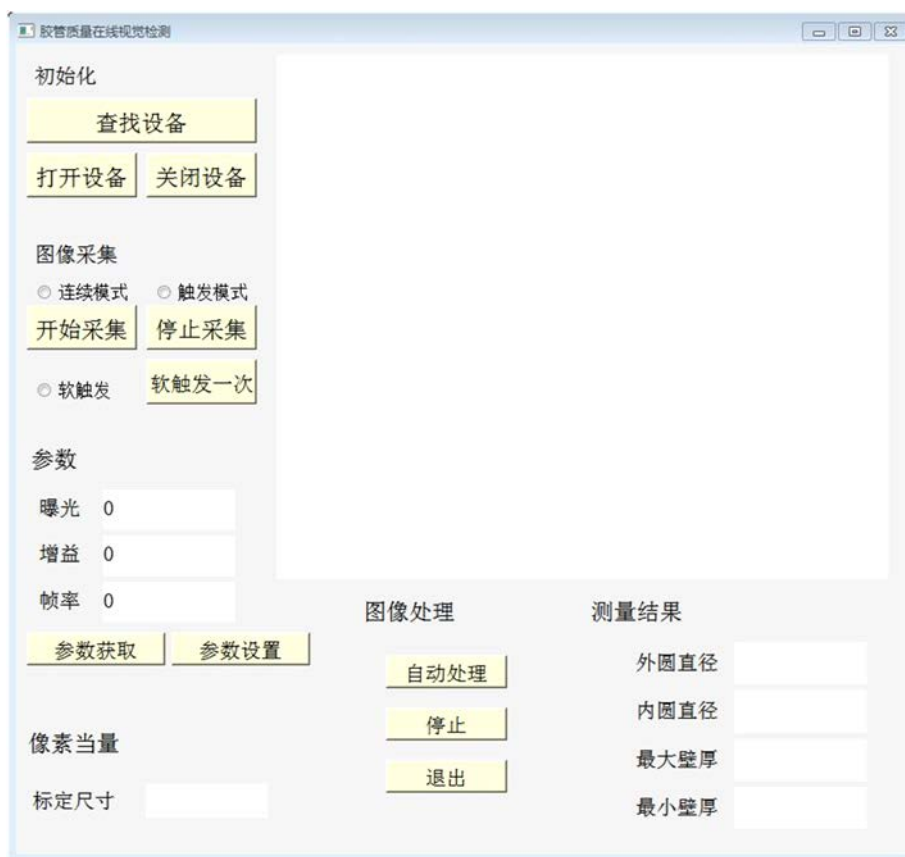 胶管质量在线视觉检测
初始化
查找设备
打开设备 关闭设备
图像采集
连续模式 触发模式
开始采集 停止采集
软触发 软触发一次
参数
曝光 0
增益 0
帧率 0
参数获取 参数设置
像素当量
标定尺寸
图像处理
自动处理
停止
退出
测量结果
外圆直径
内圆直径
最大壁厚
最小壁厚